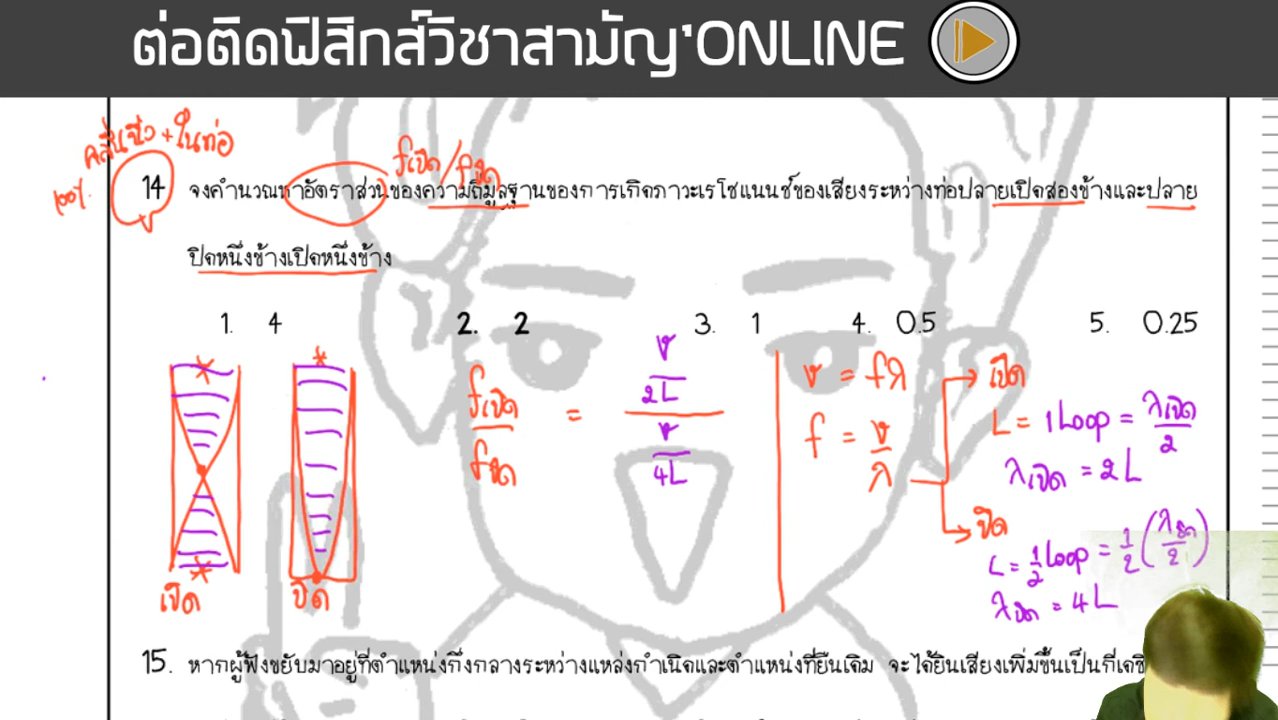 ต่อติดฟิสิกส์วิชาสามัญ'ONLINE
คลื่นนิ่ง + ในท่อ
100%
fเปิด / fปิด
14 จงคำนวณหาอัตราส่วนของความถี่มูลฐานของการเกิดภาวะเรโซแนนซ์ของเสียงระหว่างท่อปลายเปิดสองข้างและปลาย
ปิดหนึ่งข้างเปิดหนึ่งข้าง
1. 4 2. 2 3. 1 4. 0.5 5. 0.25
fเปิด / fปิด = v/2L / v/4L
v = fλ
f = v/λ
เปิด
L = 1 Loop = λเปิด/2
λเปิด = 2L
ปิด
L = 1/2 Loop = 1/2 (λปิด/2)
λปิด = 4L
เปิด ปิด
15. หากผู้ฟังขยับมาอยู่ที่ตำแหน่งกึ่งกลางระหว่างแหล่งกำเนิดและตำแหน่งที่ยืนเดิม จะได้ยินเสียงเพิ่มขึ้นเป็นกี่เดซิ